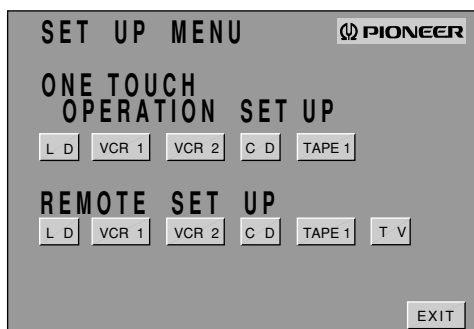 SET UP MENU PIONEER
ONE TOUCH
OPERATION SET UP
L D VCR 1 VCR 2 C D TAPE 1
REMOTE SET UP
L D VCR 1 VCR 2 C D TAPE 1 T V
EXIT